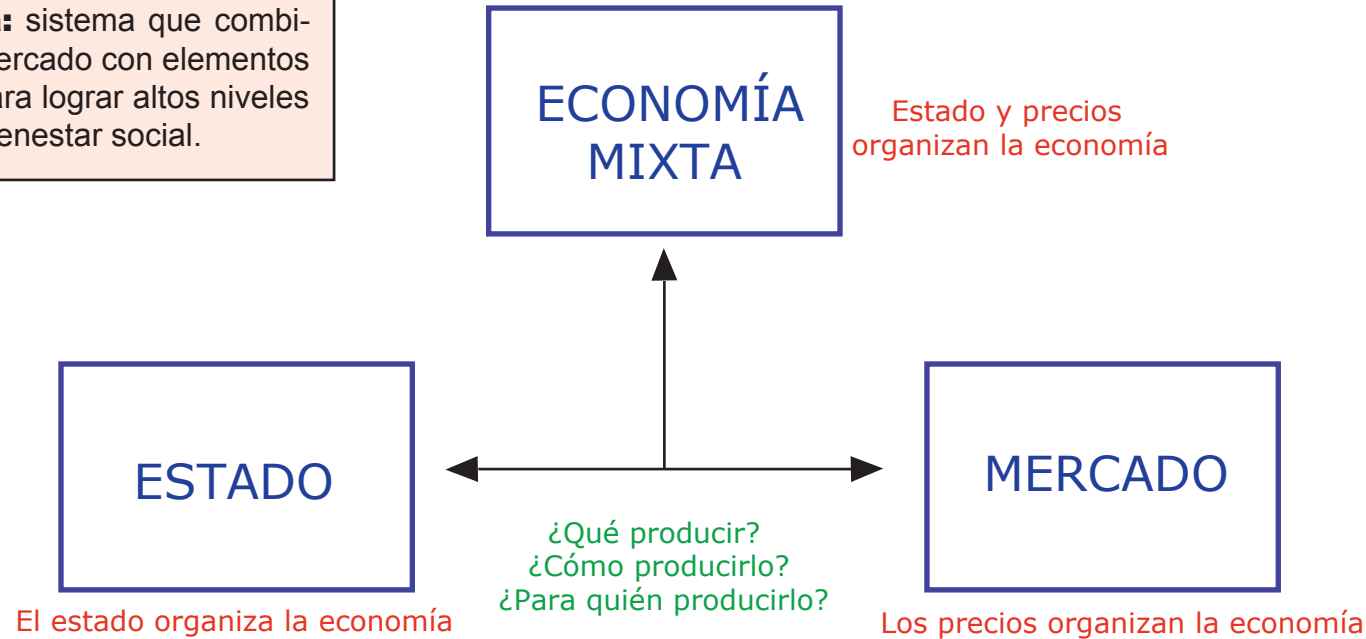 sistema que combi-
ercado con elementos
ara lograr altos niveles
enestar social.
ECONOMÍA
MIXTA
Estado y precios
organizan la economía
ESTADO
MERCADO
¿Qué producir?
¿Cómo producirlo?
¿Para quién producirlo?
El estado organiza la economía
Los precios organizan la economía